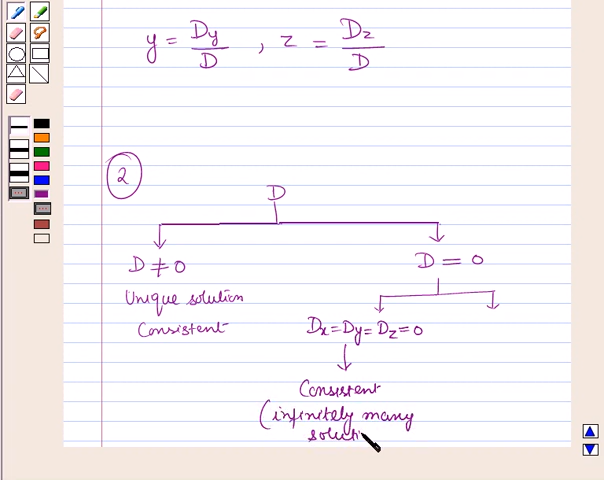 y = Dy/D , z = Dz/D
2
D
D ≠ 0
D = 0
Unique solution
Consistent
Dx = Dy = Dz = 0
Consistent
(infinitely many
soluti